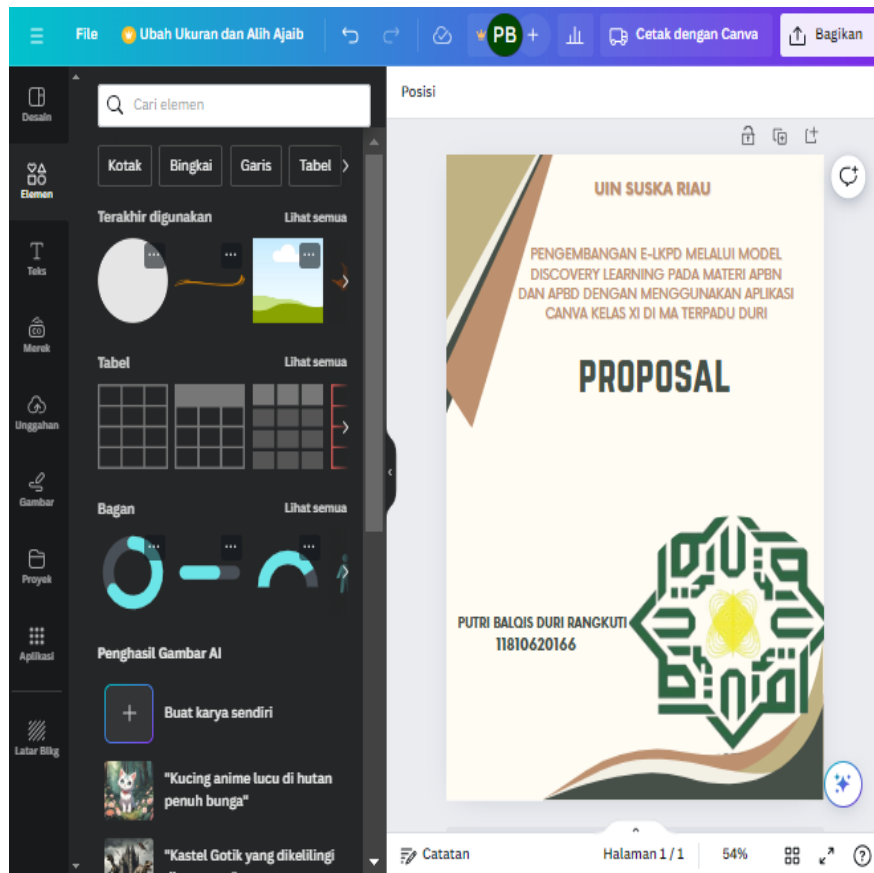 File
Ubah Ukuran dan Alih Ajaib
PB
+
Cetak dengan Canva
Bagikan
Desain
Elemen
Teks
Merek
Unggahan
Gambar
Proyek
Aplikasi
Latar Blkg
Cari elemen
Kotak
Bingkai
Garis
Tabel
Terakhir digunakan
Lihat semua
Tabel
Lihat semua
Bagan
Lihat semua
Penghasil Gambar AI
Buat karya sendiri
"Kucing anime lucu di hutan
penuh bunga"
"Kastel Gotik yang dikelilingi
Posisi
UIN SUSKA RIAU
PENGEMBANGAN E-LKPD MELALUI MODEL
DISCOVERY LEARNING PADA MATERI APBN
DAN APBD DENGAN MENGGUNAKAN APLIKASI
CANVA KELAS XI DI MA TERPADU DURI
PROPOSAL
PUTRI BALQIS DURI RANGKUTI
11810620166
Catatan
Halaman 1 / 1
54%